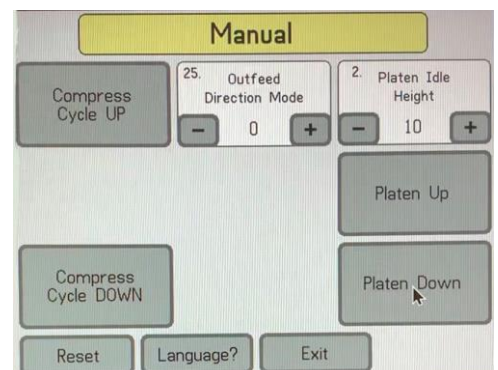 Manual
Compress
Cycle UP
25.
Outfeed
Direction Mode
-
0
+
2.
Platen Idle
Height
-
10
+
Platen Up
Compress
Cycle DOWN
Platen Down
Reset
Language?
Exit